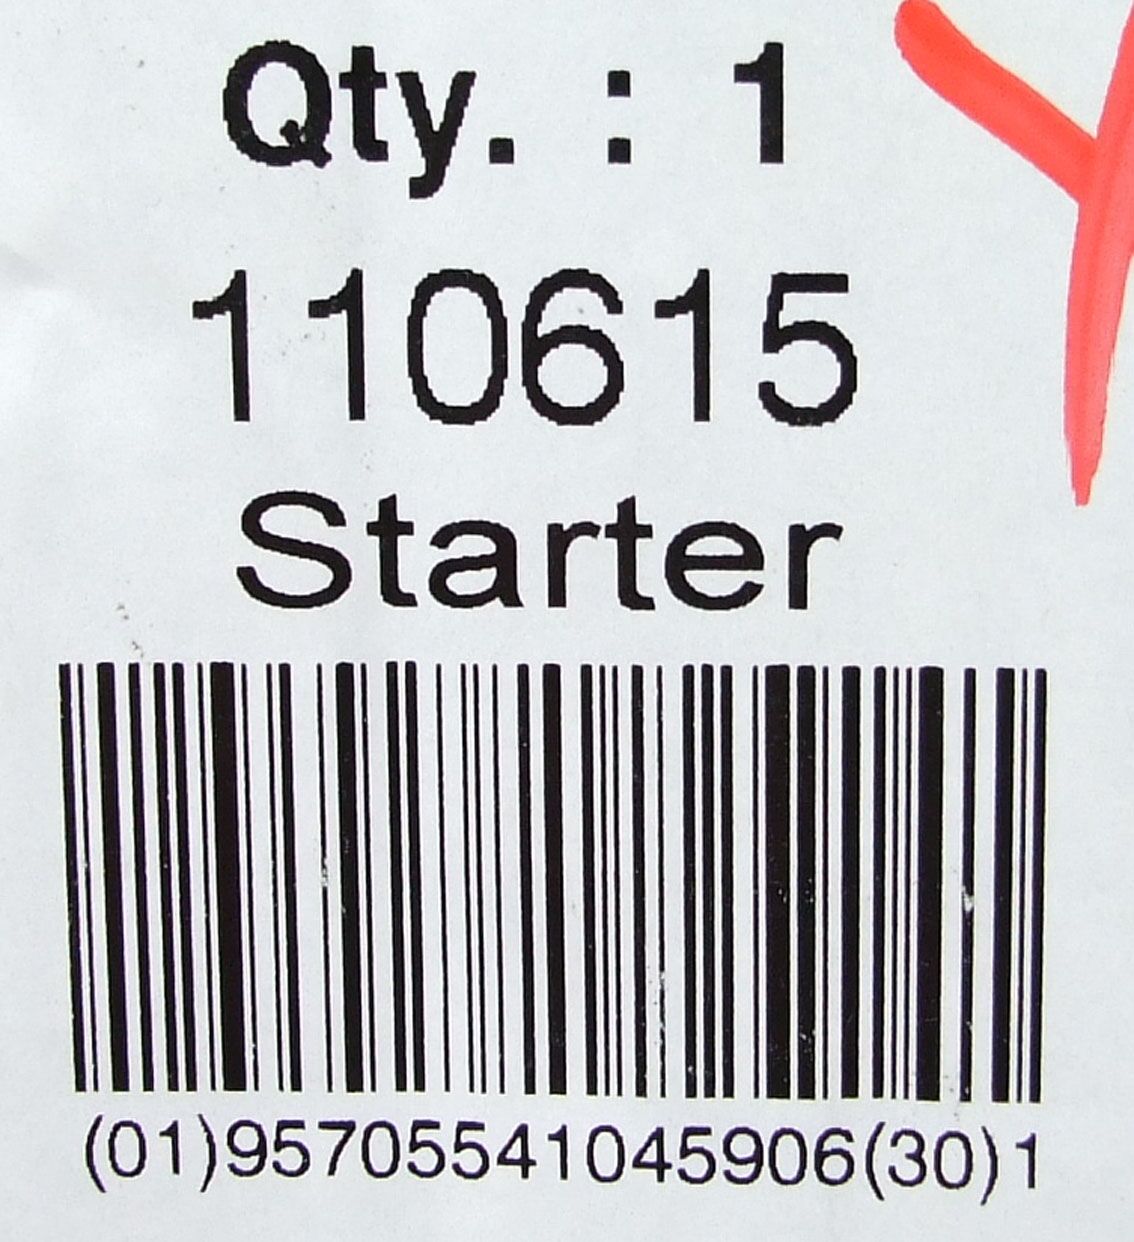 Qty. : 1
110615
Starter
(01)95705541045906(30)1